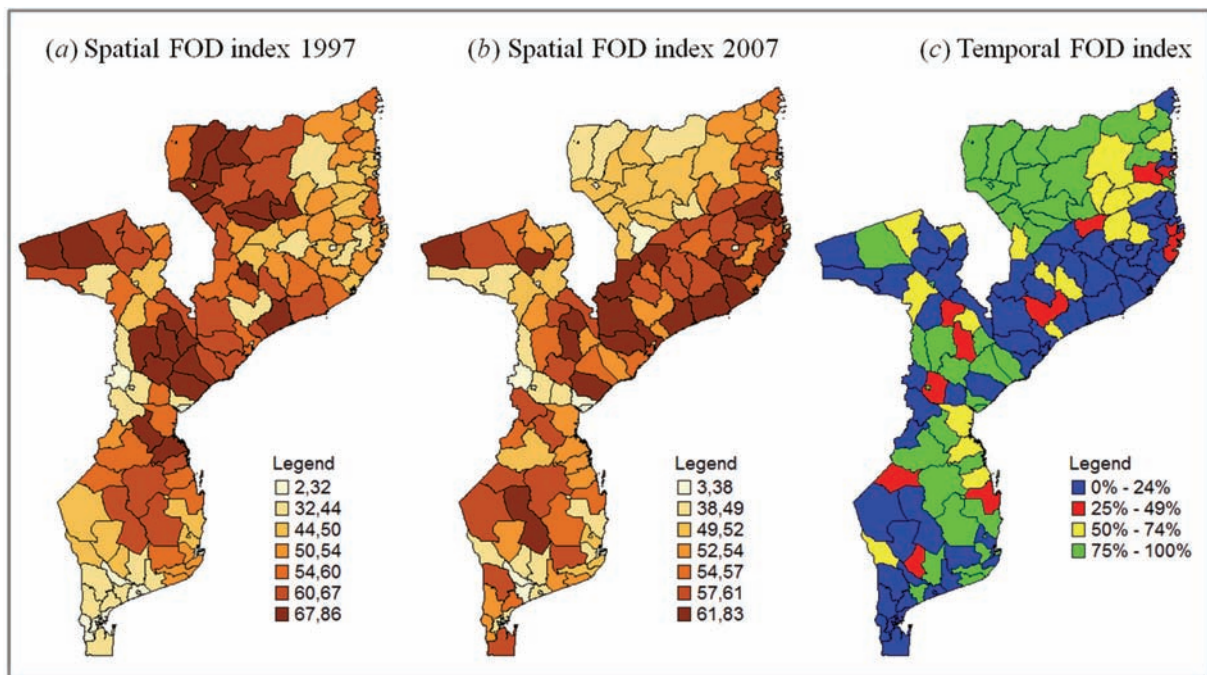 (a) Spatial FOD index 1997
(b) Spatial FOD index 2007
(c) Temporal FOD index
Legend
2,32
32,44
44,50
50,54
54,60
60,67
67,86
Legend
3,38
38,49
49,52
52,54
54,57
57,61
61,83
Legend
0% - 24%
25% - 49%
50% - 74%
75% - 100%